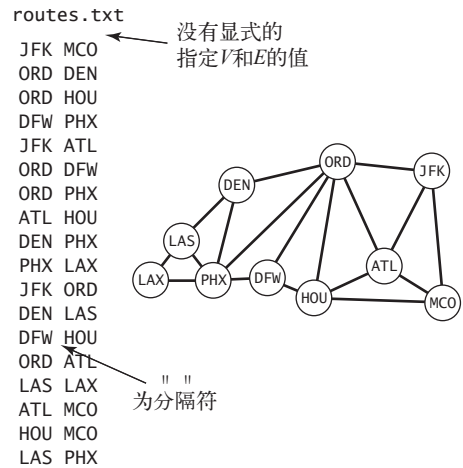 routes.txt
没有显式的
指定V和E的值
JFK MCO
ORD DEN
ORD HOU
DFW PHX
JFK ATL
ORD DFW
ORD PHX
ATL HOU
DEN PHX
PHX LAX
JFK ORD
DEN LAS
DFW HOU
ORD ATL
LAS LAX
ATL MCO
HOU MCO
LAS PHX
" "
为分隔符
ORD
JFK
DEN
LAS
ATL
LAX
PHX
DFW
HOU
MCO